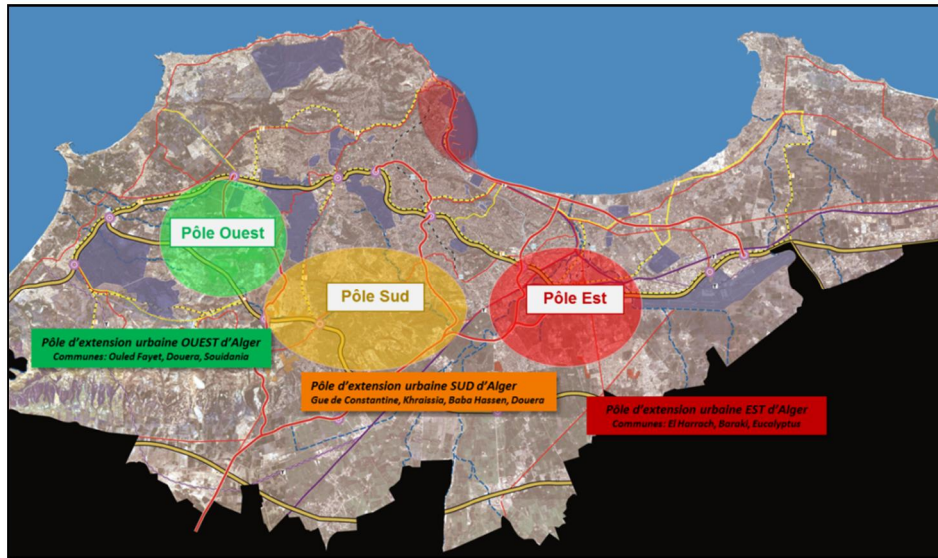 Pôle Ouest
Pôle Sud
Pôle Est
Pôle d'extension urbaine OUEST d'Alger
Communes: Ouled Fayet, Douera, Souidania
Pôle d'extension urbaine SUD d'Alger
Gue de Constantine, Khraissia, Baba Hassen, Douera
Pôle d'extension urbaine EST d'Alger
Communes: El Harrach, Baraki, Eucalyptus